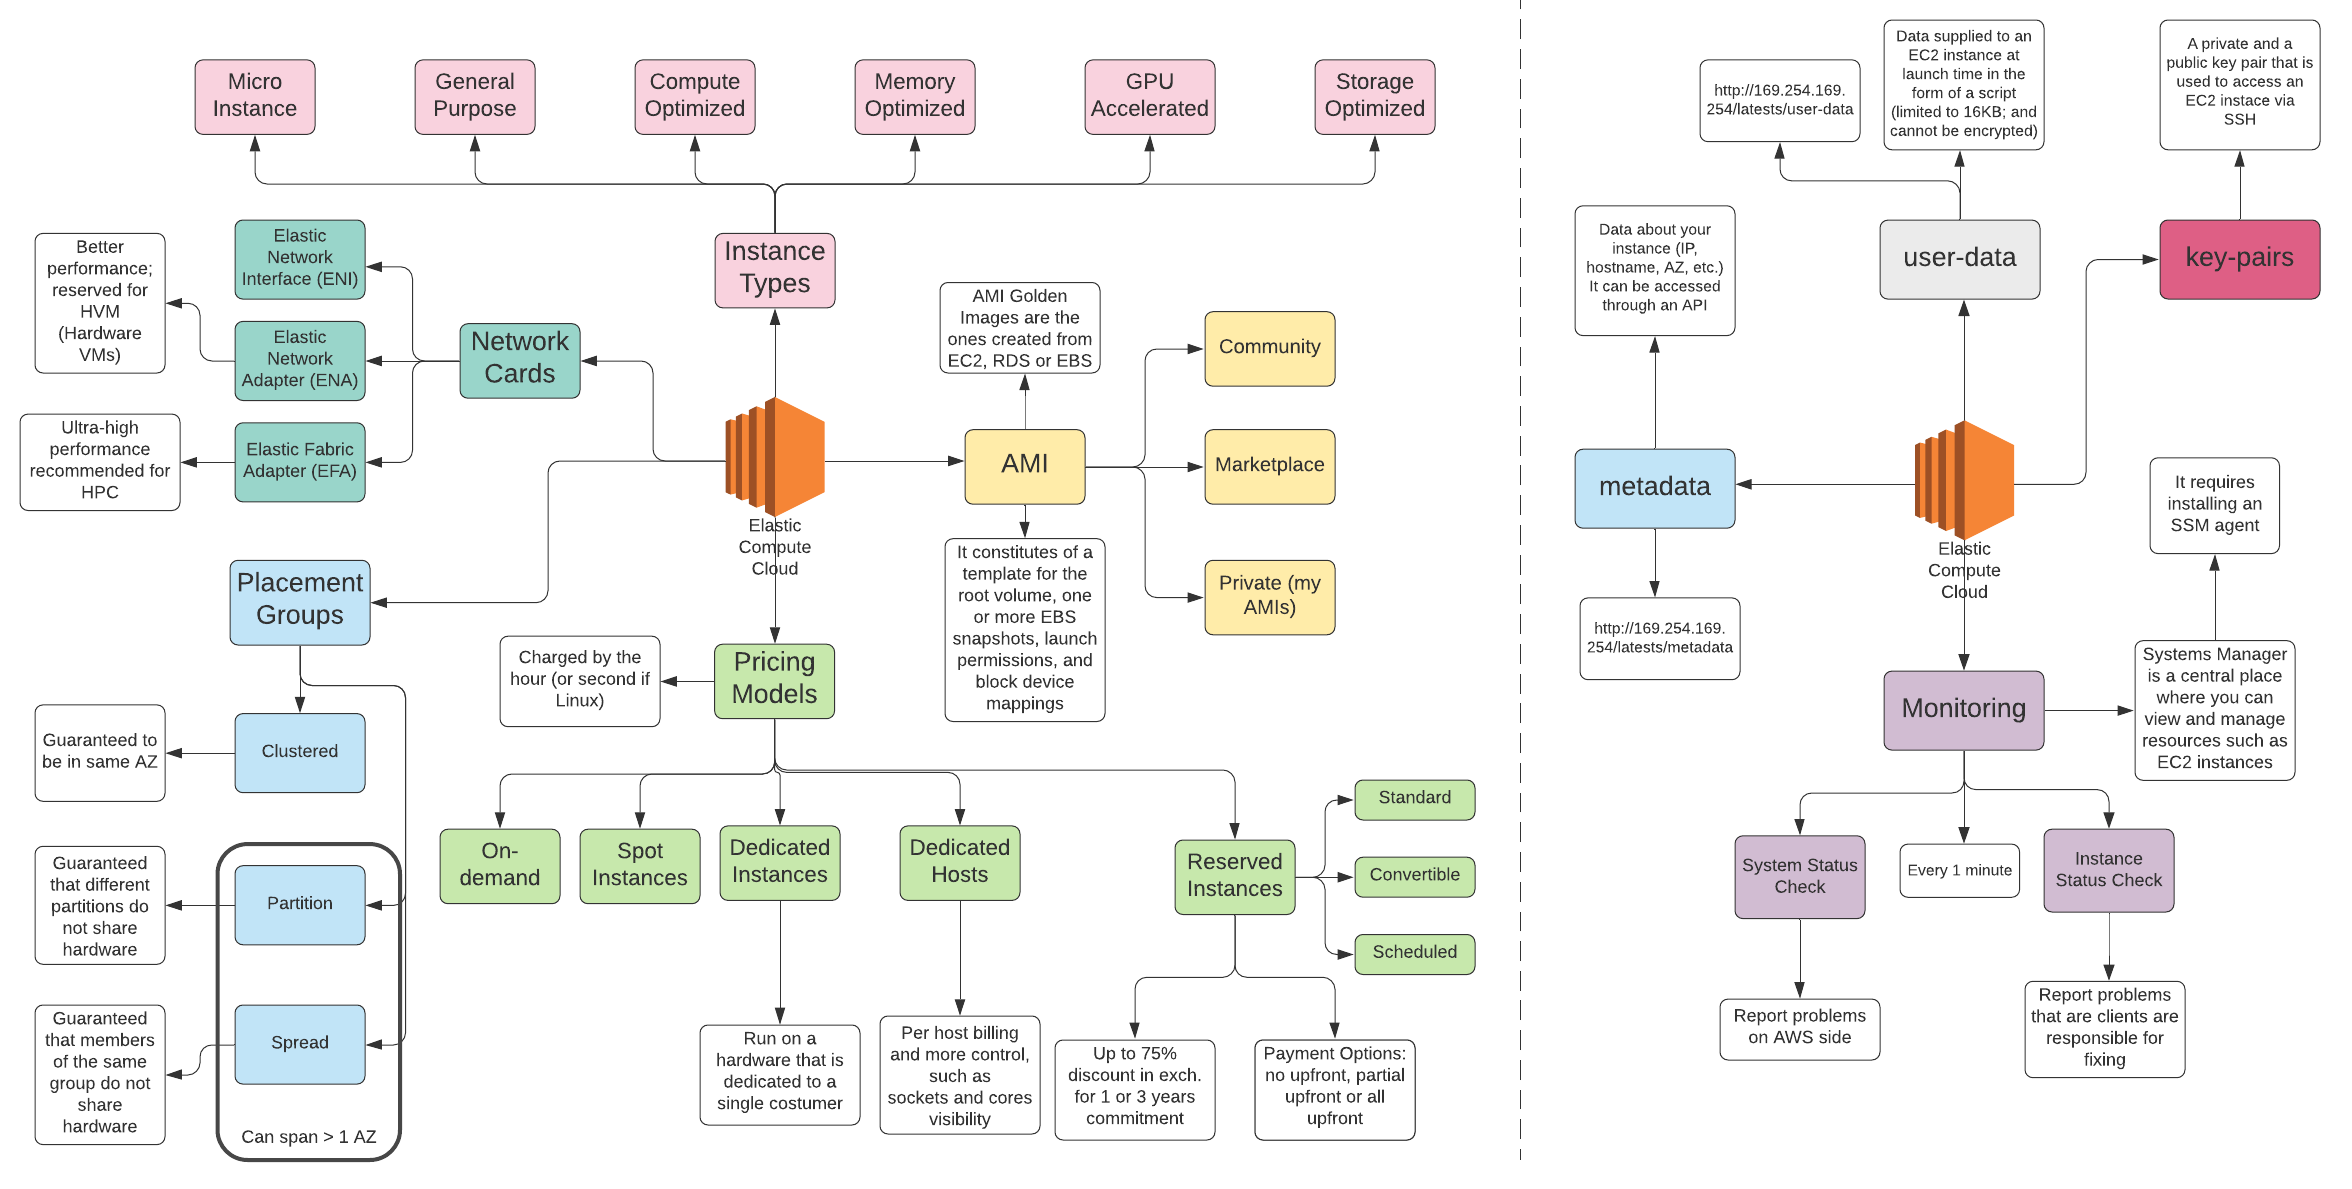 Micro
Instance
General
Purpose
Compute
Optimized
Memory
Optimized
GPU
Accelerated
Storage
Optimized
Instance
Types
Better
performance;
reserved for
HVM
(Hardware
VMs)
Elastic
Network
Interface (ENI)
Elastic
Network
Adapter (ENA)
Ultra-high
performance
recommended for
HPC
Elastic Fabric
Adapter (EFA)
Network
Cards
AMI Golden
Images are the
ones created from
EC2, RDS or EBS
Community
AMI
Marketplace
Private (my
AMIs)
It constitutes of a
template for the
root volume, one
or more EBS
snapshots, launch
permissions, and
block device
mappings
Elastic
Compute
Cloud
Placement
Groups
Guaranteed to
be in same AZ
Clustered
Guaranteed
that different
partitions do
not share
hardware
Partition
Guaranteed
that members
of the same
group do not
share
hardware
Spread
Can span > 1 AZ
Charged by the
hour (or second if
Linux)
Pricing
Models
On-
demand
Spot
Instances
Dedicated
Instances
Dedicated
Hosts
Reserved
Instances
Standard
Convertible
Scheduled
Run on a
hardware that is
dedicated to a
single costumer
Per host billing
and more control,
such as
sockets and cores
visibility
Up to 75%
discount in exch.
for 1 or 3 years
commitment
Payment Options:
no upfront, partial
upfront or all
upfront
http://169.254.169.
254/latests/user-data
Data supplied to an
EC2 instance at
launch time in the
form of a script
(limited to 16KB; and
cannot be encrypted)
A private and a
public key pair that is
used to access an
EC2 instace via
SSH
Data about your
instance (IP,
hostname, AZ, etc.)
It can be accessed
through an API
user-data
key-pairs
metadata
http://169.254.169.
254/latests/metadata
Elastic
Compute
Cloud
It requires
installing an
SSM agent
Systems Manager
is a central place
where you can
view and manage
resources such as
EC2 instances
Monitoring
System Status
Check
Every 1 minute
Instance
Status Check
Report problems
on AWS side
Report problems
that are clients are
responsible for
fixing